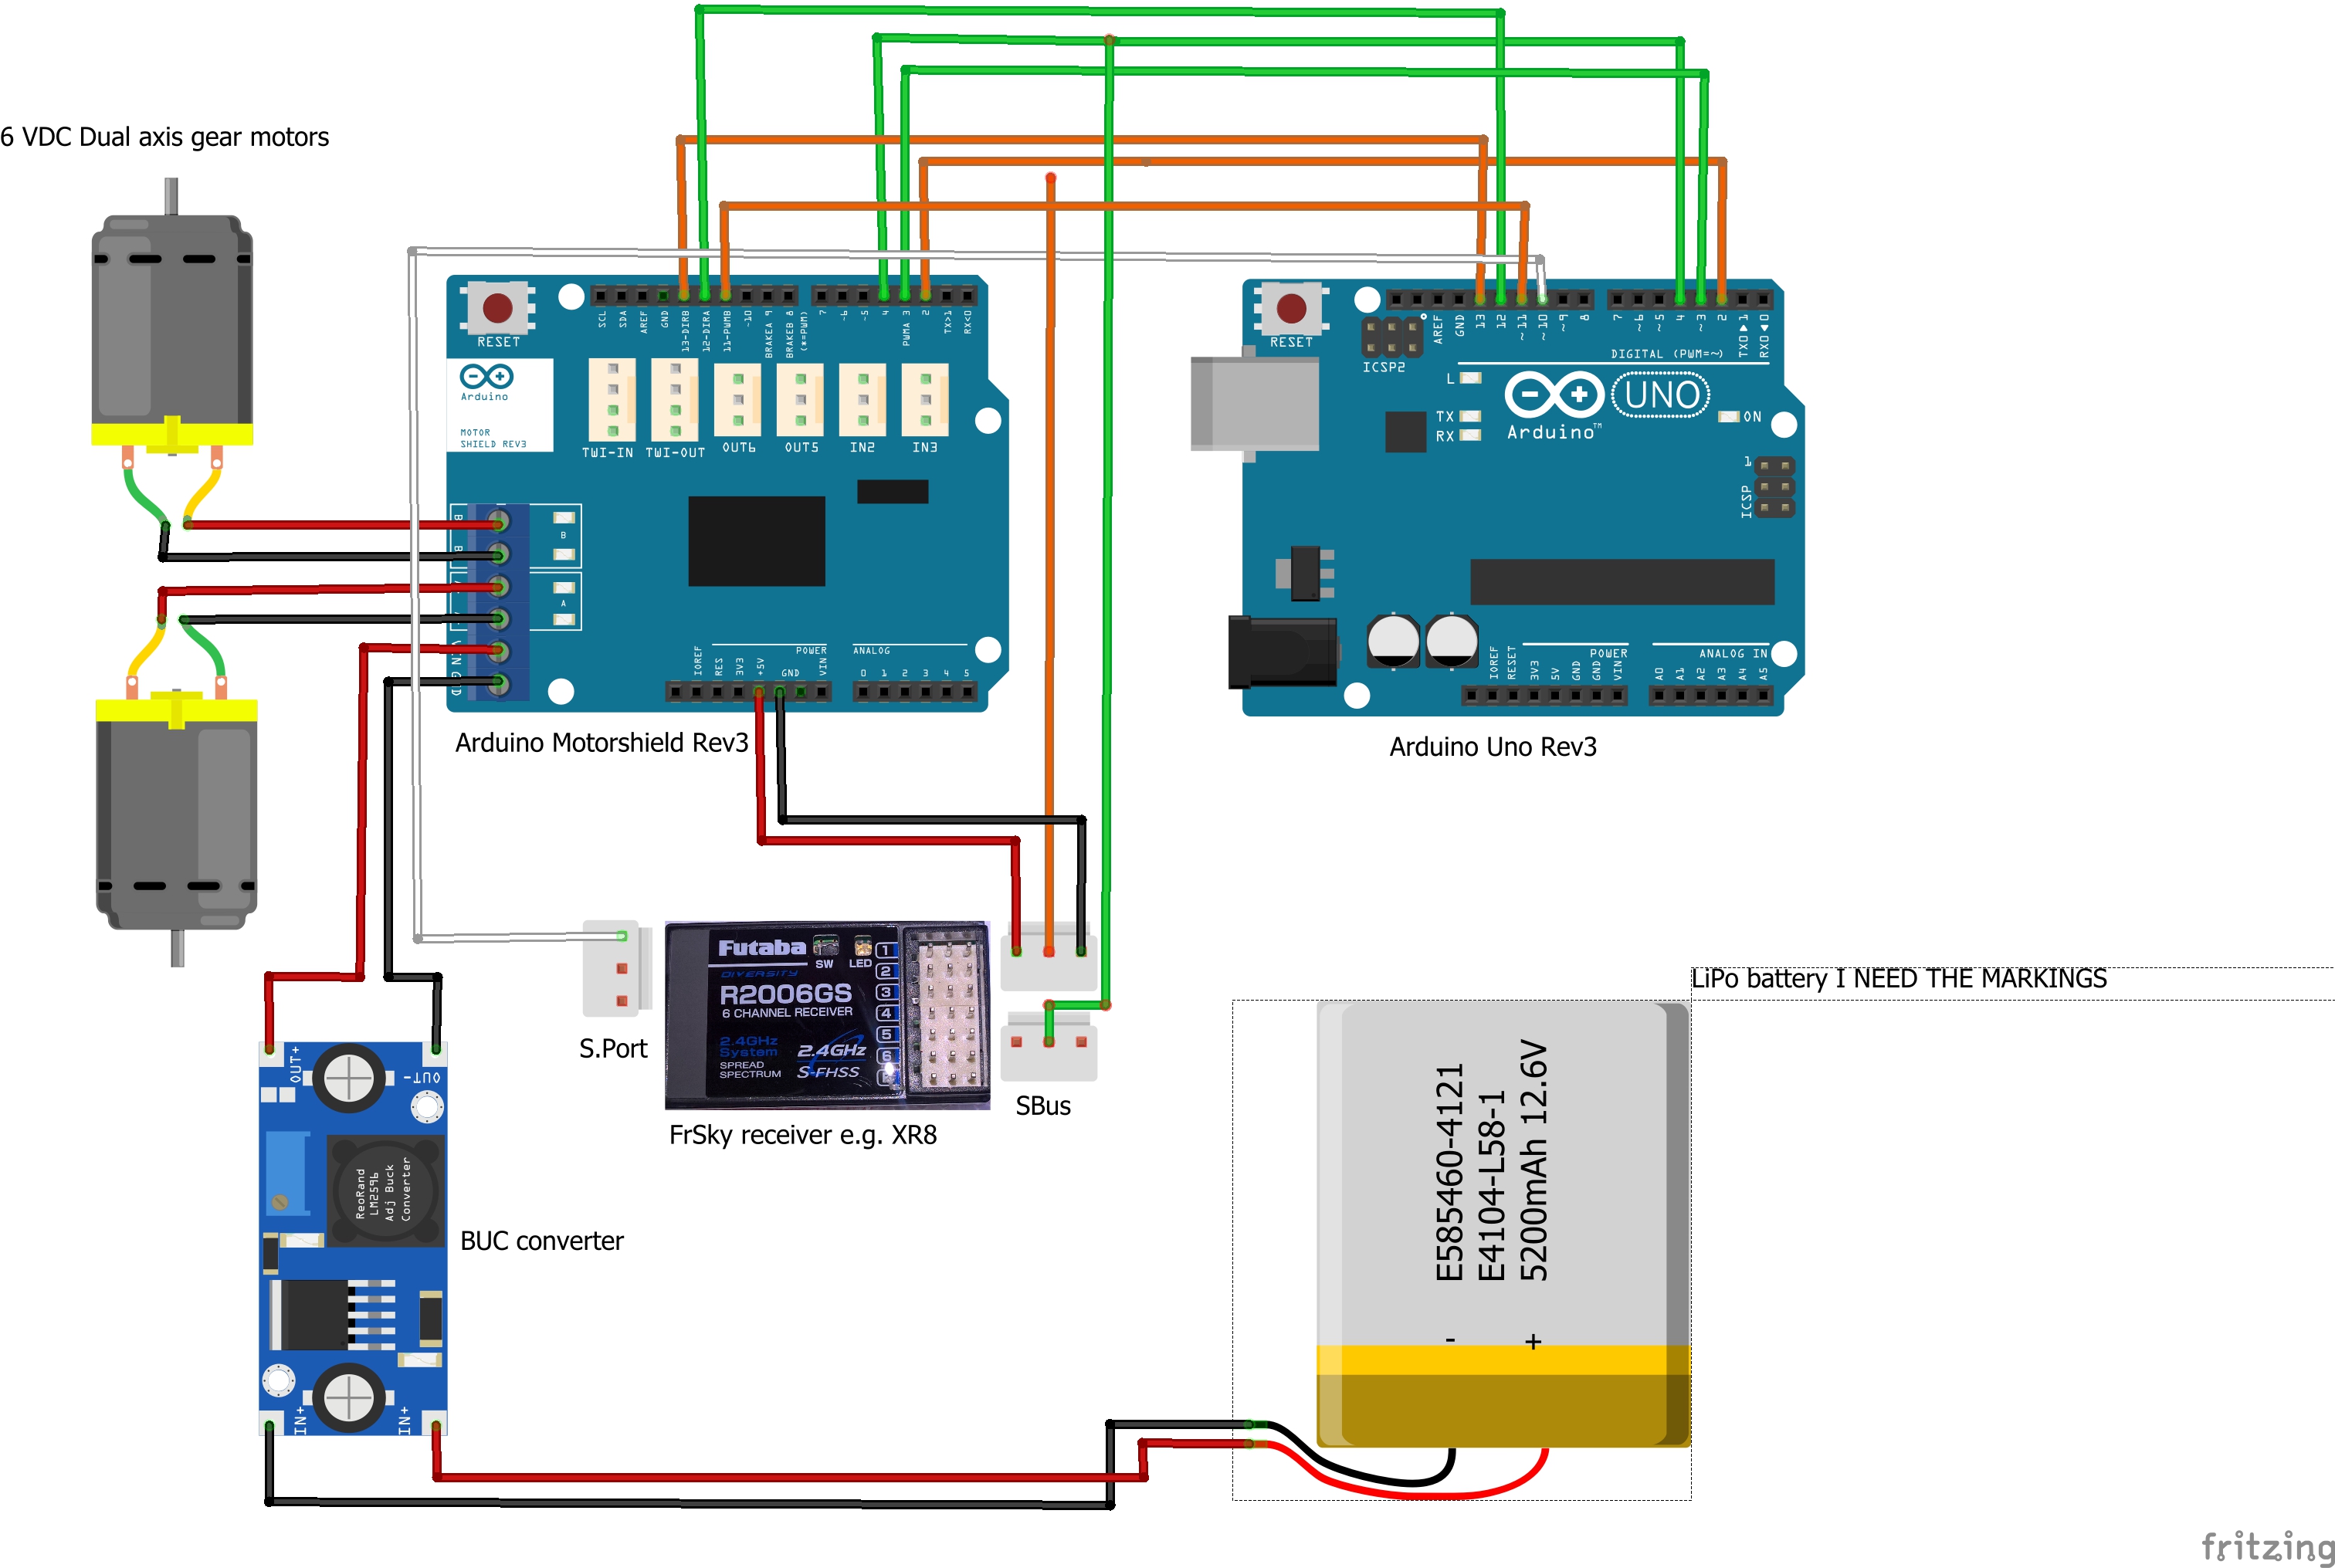 6 VDC Dual axis gear motors
RESET
SCL
SDA
AREF
GND
13-DIRB
12-DIRA
11-PWMB
~10
BRAKEA 9
BRAKEB 8
(*=PWM)
7
~6
~5
4
PWMA 3
2
TX>1
RX<0
Arduino
MOTOR
SHIELD REV3
TWI-IN
TWI-OUT
OUT6
OUT5
IN2
IN3
B
A
IOREF
RES
3V3
+5V
GND
VIN
POWER
ANALOG
0 1 2 3 4 5
Arduino Motorshield Rev3
RESET
ICSP2
AREF
GND
13
12
~11
~10
~9
8
7
~6
~5
4
~3
2
TX0▶1
RX0◀0
DIGITAL (PWM=~)
L
TX
RX
UNO
Arduino™
ON
1
ICSP
IOREF
RESET
3V3
5V
GND
GND
VIN
POWER
ANALOG IN
A0
A1
A2
A3
A4
A5
Arduino Uno Rev3
S.Port
Futaba
SW
LED
DIVERSITY
R2006GS
6 CHANNEL RECEIVER
2.4GHz
System
SPREAD
SPECTRUM
2.4GHz
S-FHSS
1
2
3
4
5
6
FrSky receiver e.g. XR8
SBus
OUT+
OUT-
ReoRand
LM2596
Adj Buck
Converter
IN+
IN+
BUC converter
LiPo battery I NEED THE MARKINGS
E585460-4121
E4104-L58-1
5200mAh 12.6V
- +
fritzing